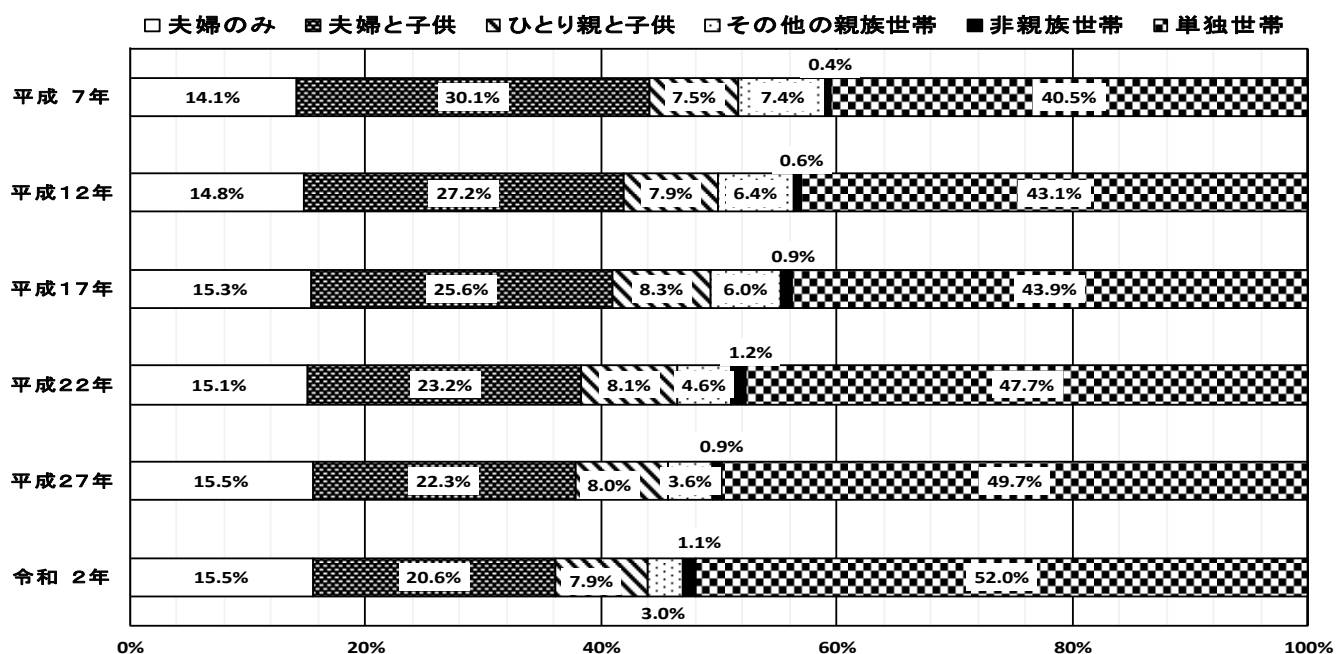 夫婦のみ 夫婦と子供 ひとり親と子供 その他の親族世帯 非親族世帯 単独世帯
0.4%
平成 7年 14.1% 30.1% 7.5% 7.4% 40.5%
0.6%
平成12年 14.8% 27.2% 7.9% 6.4% 43.1%
0.9%
平成17年 15.3% 25.6% 8.3% 6.0% 43.9%
1.2%
平成22年 15.1% 23.2% 8.1% 4.6% 47.7%
0.9%
平成27年 15.5% 22.3% 8.0% 3.6% 49.7%
1.1%
令和 2年 15.5% 20.6% 7.9% 52.0%
3.0%
0% 20% 40% 60% 80% 100%